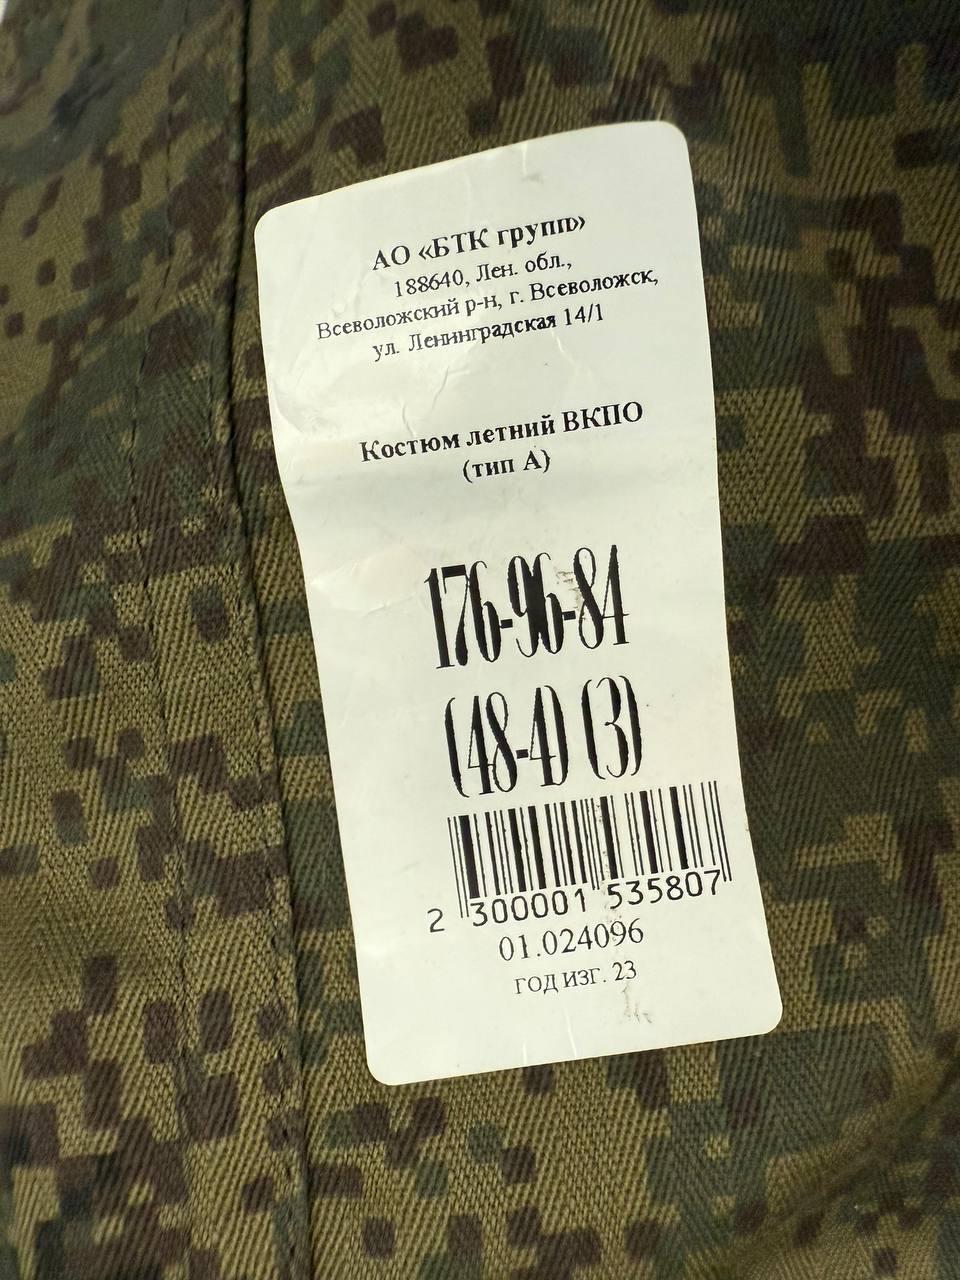 АО «БТК групп»
188640, Лен. обл.,
Всеволожский р-н, г. Всеволожск,
ул. Ленинградская 14/1
Костюм летний ВКПО
(тип А)
176-96-84
(48-4) (3)
2 300001 535807
01.024096
год изг. 23